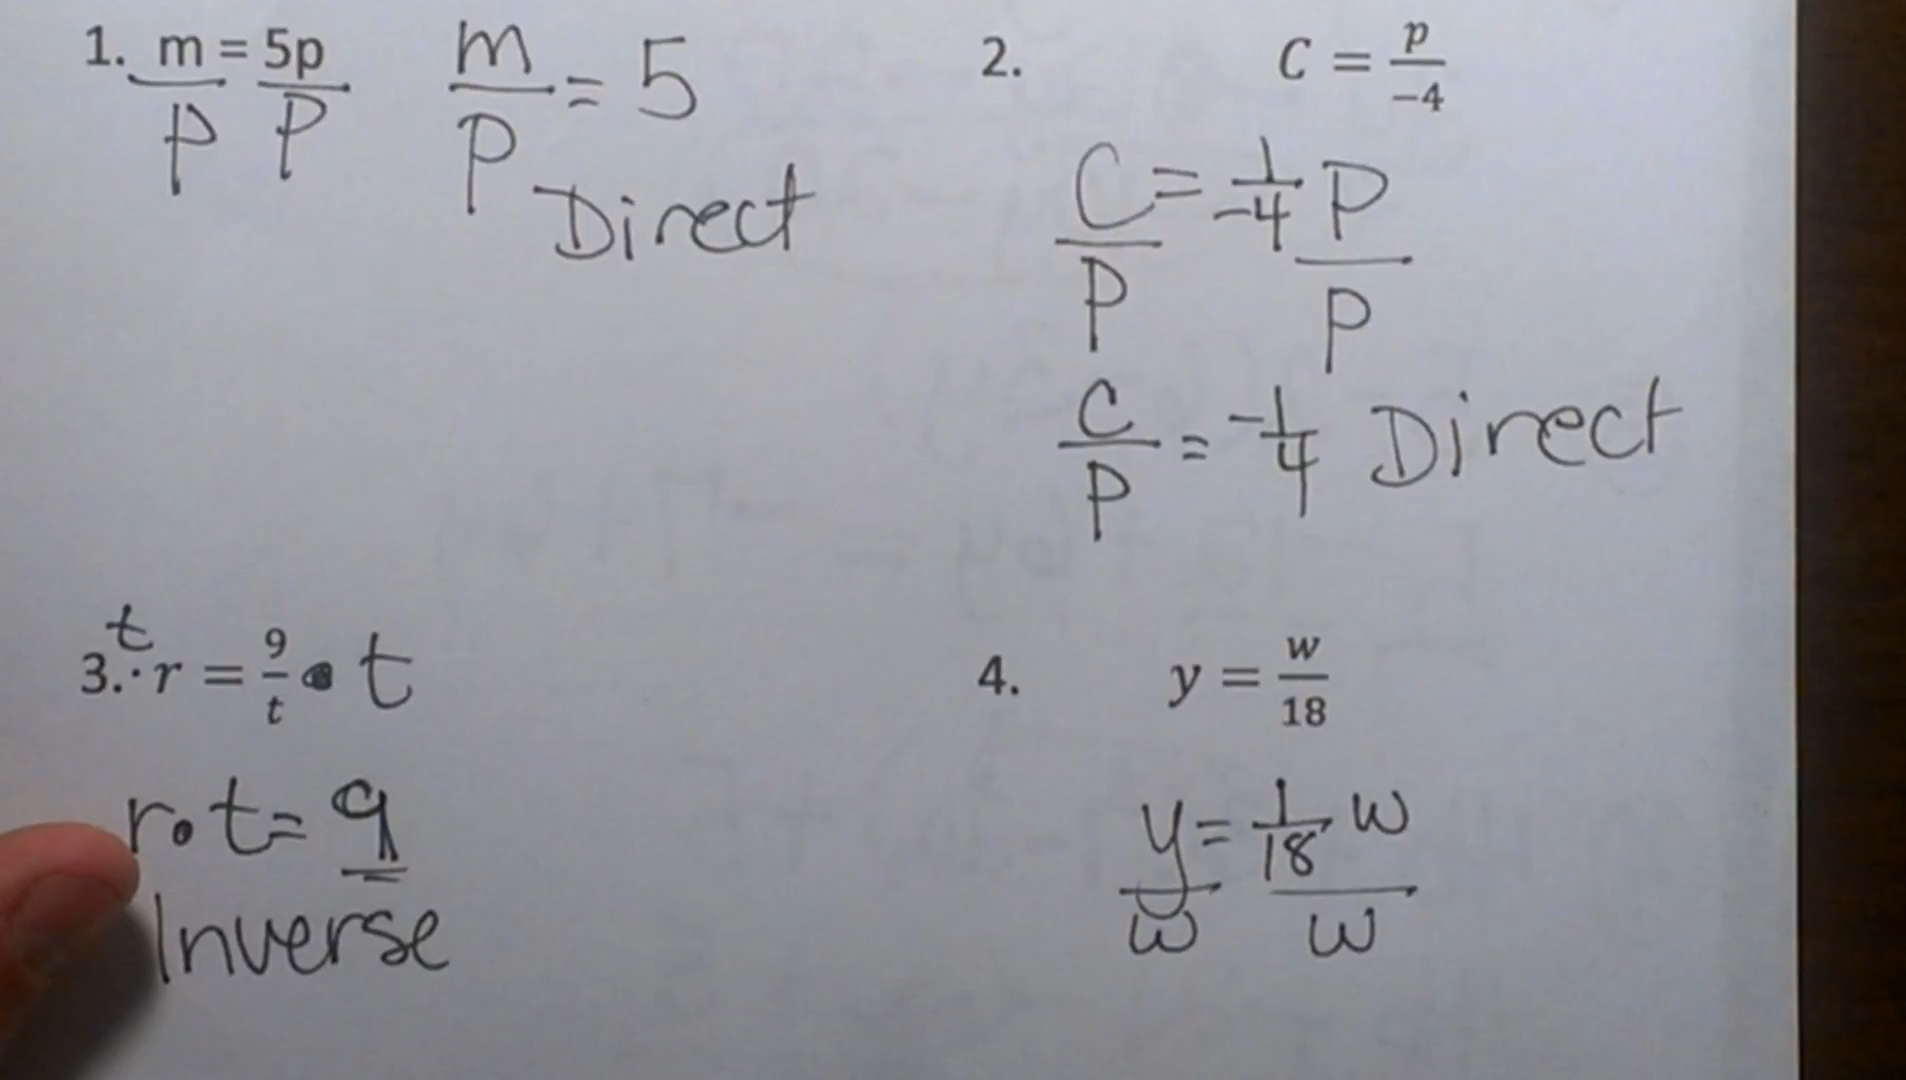 1. m = 5p
p p
m/p = 5
Direct
2. C = p/-4
C = 1/-4 P
P P
C/P = -1/4 Direct
3. t · r = 9/t • t
r • t = 9
Inverse
4. y = w/18
y = 1/18 w
w w